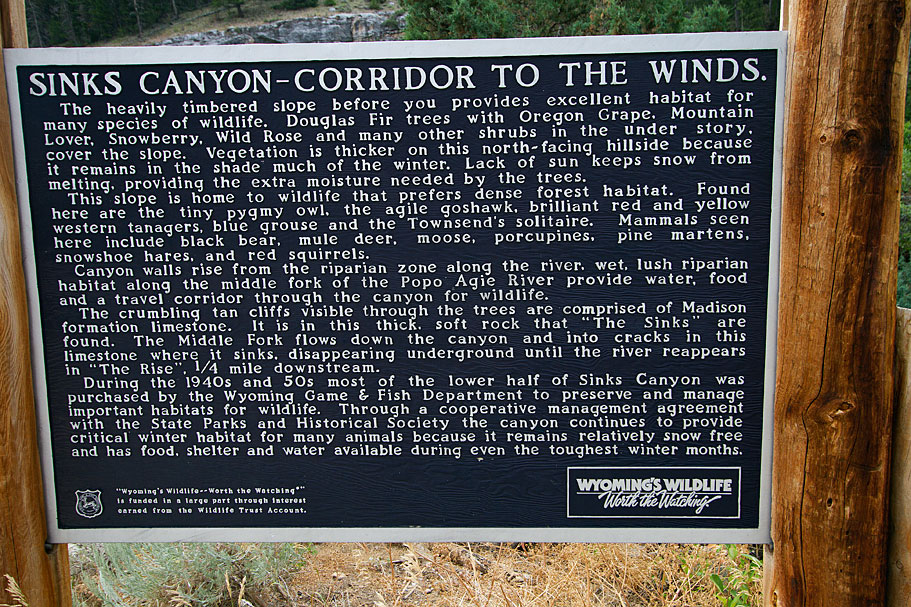 SINKS CANYON-CORRIDOR TO THE WINDS.
The heavily timbered slope before you provides excellent habitat for
many species of wildlife. Douglas Fir trees with Oregon Grape, Mountain
Lover, Snowberry, Wild Rose and many other shrubs in the under story,
cover the slope. Vegetation is thicker on this north-facing hillside because
it remains in the shade much of the winter. Lack of sun keeps snow from
melting, providing the extra moisture needed by the trees.
This slope is home to wildlife that prefers dense forest habitat. Found
here are the tiny pygmy owl, the agile goshawk, brilliant red and yellow
western tanagers, blue grouse and the Townsend's solitaire. Mammals seen
here include black bear, mule deer, moose, porcupines, pine martens,
snowshoe hares, and red squirrels.
Canyon walls rise from the riparian zone along the river, wet, lush riparian
habitat along the middle fork of the Popo Agie River provide water, food
and a travel corridor through the canyon for wildlife.
The crumbling tan cliffs visible through the trees are comprised of Madison
formation limestone. It is in this thick, soft rock that "The Sinks" are
found. The Middle Fork flows down the canyon and into cracks in this
limestone where it sinks, disappearing underground until the river reappears
in "The Rise", 1/4 mile downstream.
During the 1940s and 50s most of the lower half of Sinks Canyon was
purchased by the Wyoming Game & Fish Department to preserve and manage
important habitats for wildlife. Through a cooperative management agreement
with the State Parks and Historical Society the canyon continues to provide
critical winter habitat for many animals because it remains relatively snow free
and has food, shelter and water available during even the toughest winter months.
"Wyoming's Wildlife--Worth the Watching®"
is funded in a large part through interest
earned from the Wildlife Trust Account.
WYOMING'S WILDLIFE
Worth the Watching.